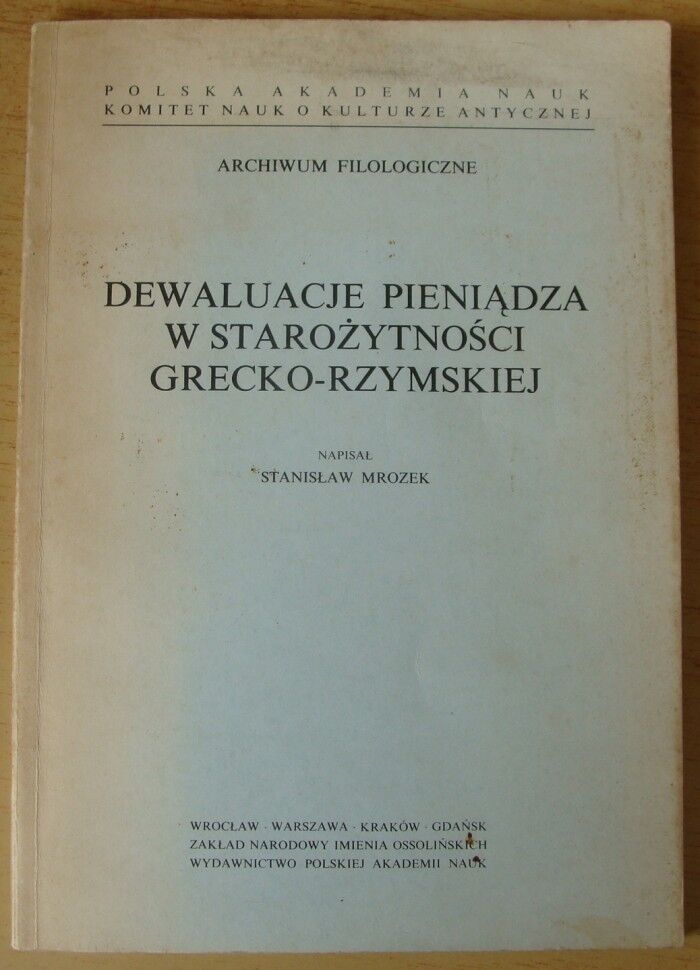 POLSKA AKADEMIA NAUK
KOMITET NAUK O KULTURZE ANTYCZNEJ
ARCHIWUM FILOLOGICZNE
DEWALUACJE PIENIĄDZA
W STAROŻYTNOŚCI
GRECKO-RZYMSKIEJ
NAPISAŁ
STANISŁAW MROZEK
WROCŁAW · WARSZAWA · KRAKÓW · GDAŃSK
ZAKŁAD NARODOWY IMIENIA OSSOLIŃSKICH
WYDAWNICTWO POLSKIEJ AKADEMII NAUK